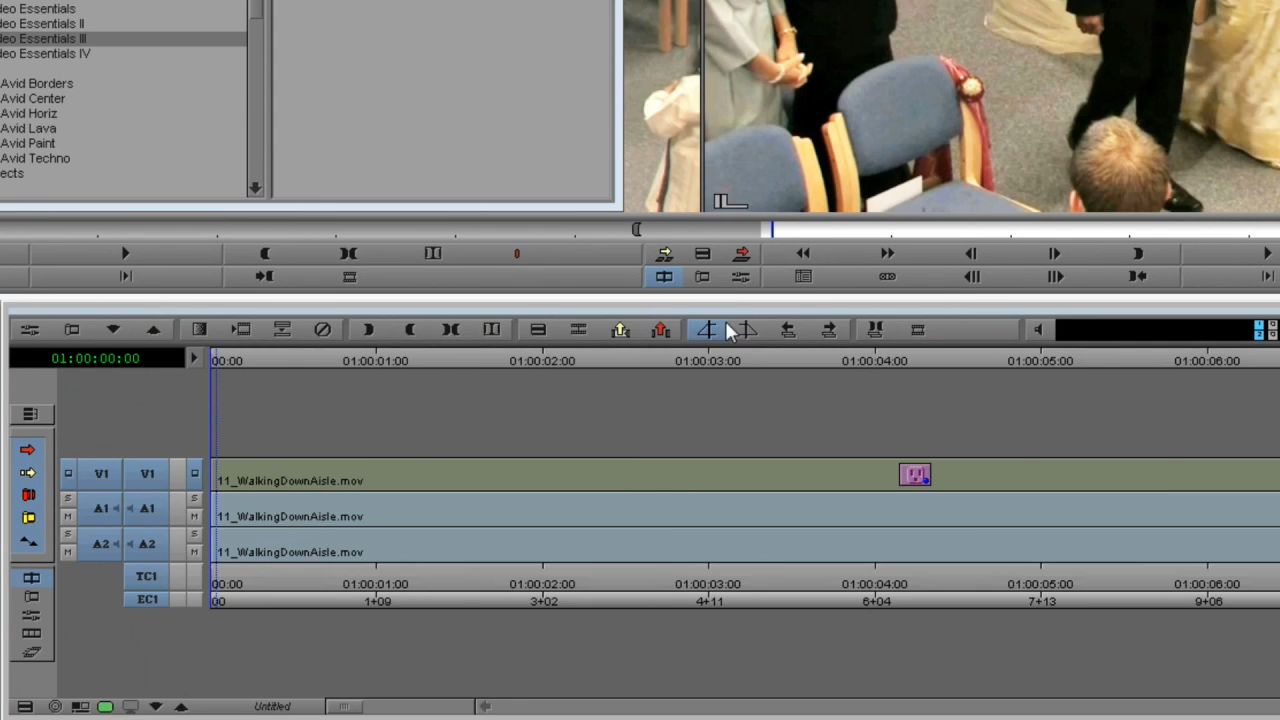 deo Essentials
deo Essentials II
deo Essentials III
deo Essentials IV
Avid Borders
Avid Center
Avid Horiz
Avid Lava
Avid Paint
Avid Techno
ects
01:00:00:00
00:00 01:00:01:00 01:00:02:00 01:00:03:00 01:00:04:00 01:00:05:00 01:00:06:00
V1 V1 11_WalkingDownAisle.mov
S S
A1 A1 11_WalkingDownAisle.mov
M M
S S
A2 A2 11_WalkingDownAisle.mov
M M
TC1 00:00 01:00:01:00 01:00:02:00 01:00:03:00 01:00:04:00 01:00:05:00 01:00:06:00
EC1 00 1+09 3+02 4+11 6+04 7+13 9+06
Untitled